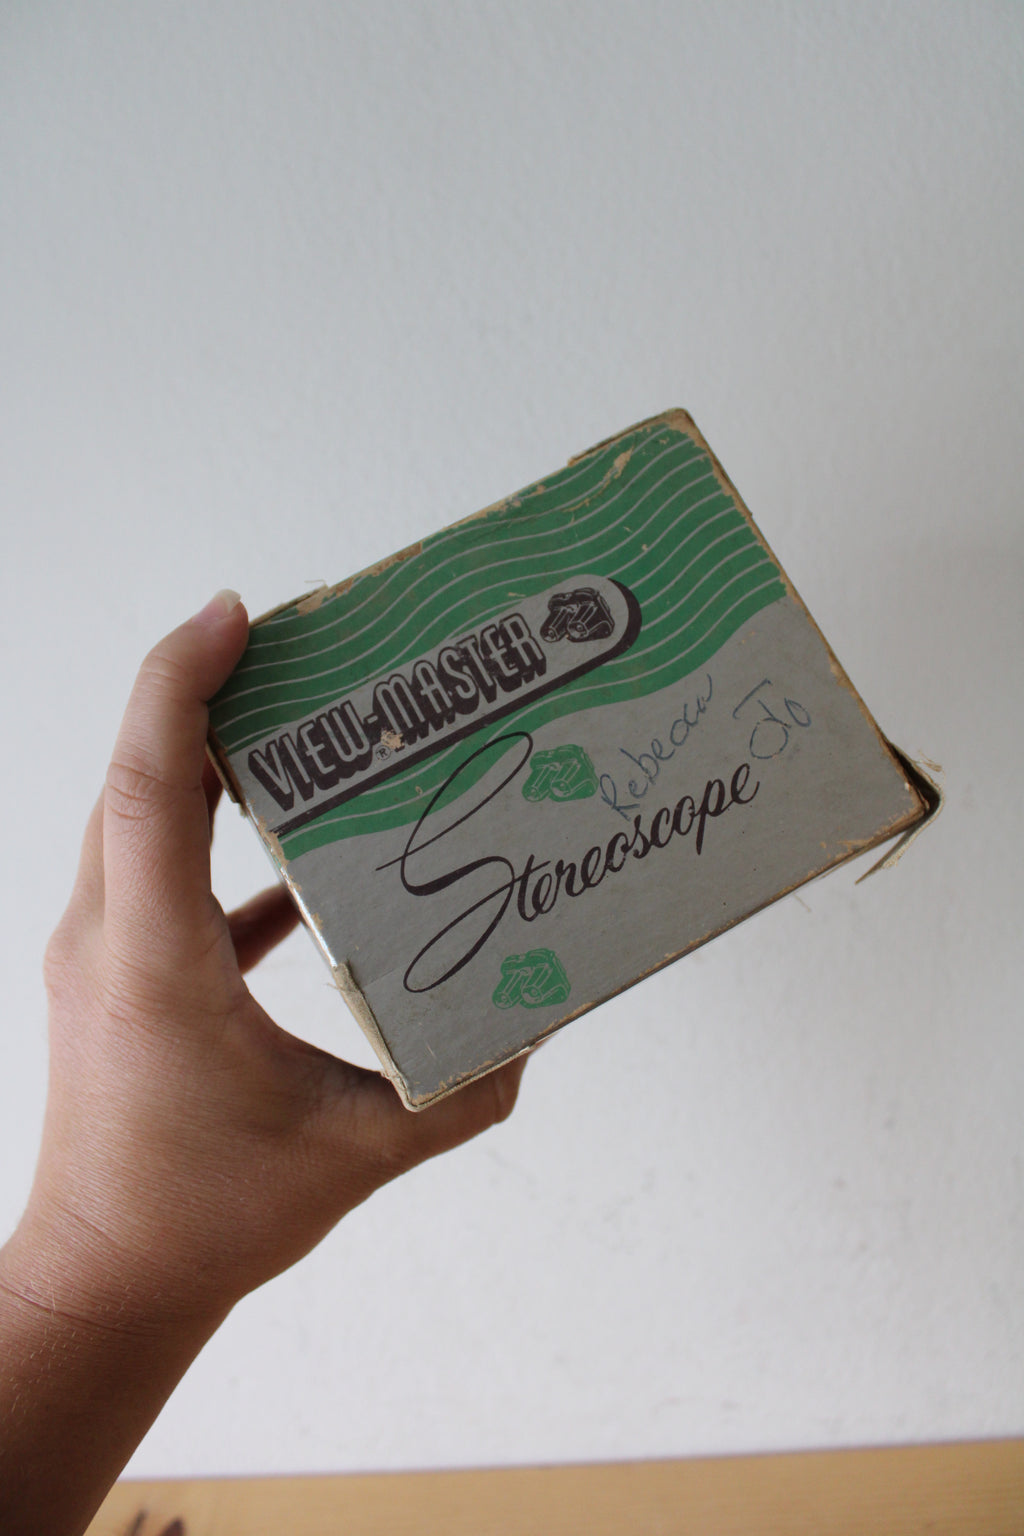 VIEW-MASTER
®
Rebecca
Jo
Stereoscope